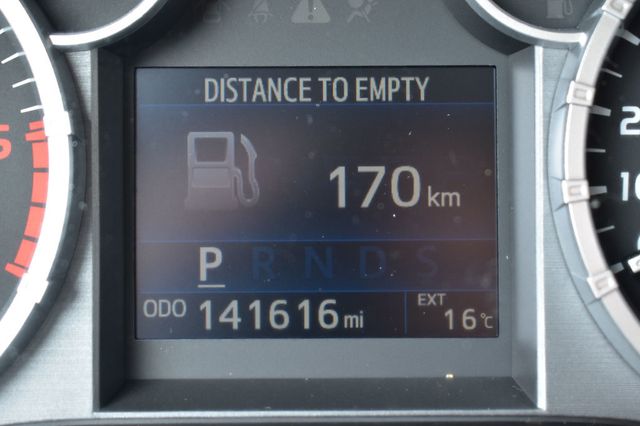 DISTANCE TO EMPTY
170 km
P R N D S
ODO 141616 mi
EXT 16°C